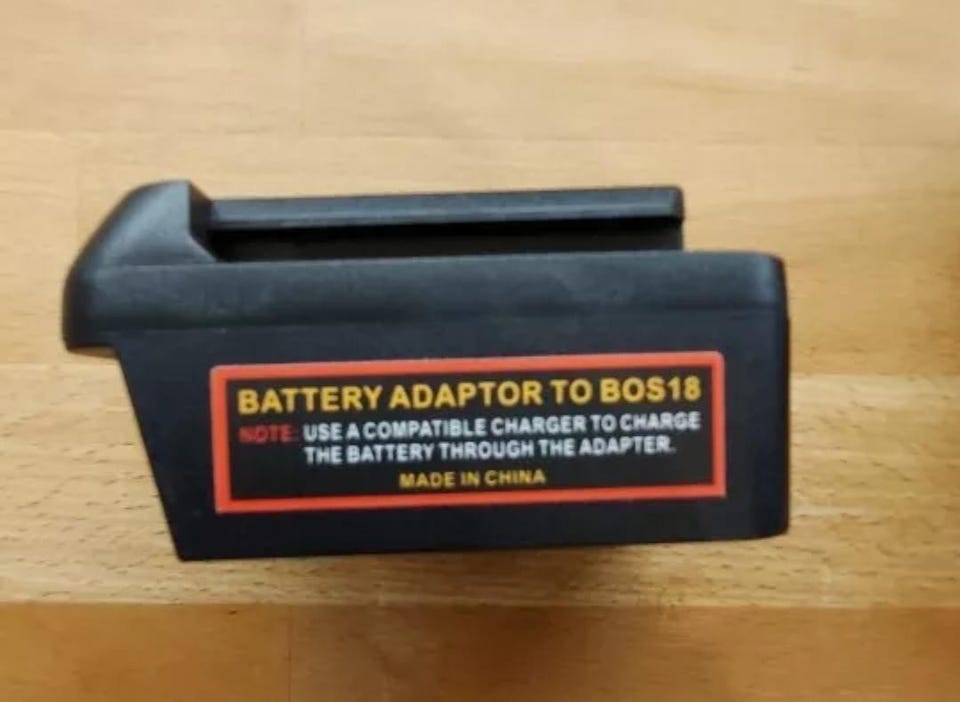 BATTERY ADAPTOR TO BOS18
NOTE: USE A COMPATIBLE CHARGER TO CHARGE
THE BATTERY THROUGH THE ADAPTER.
MADE IN CHINA